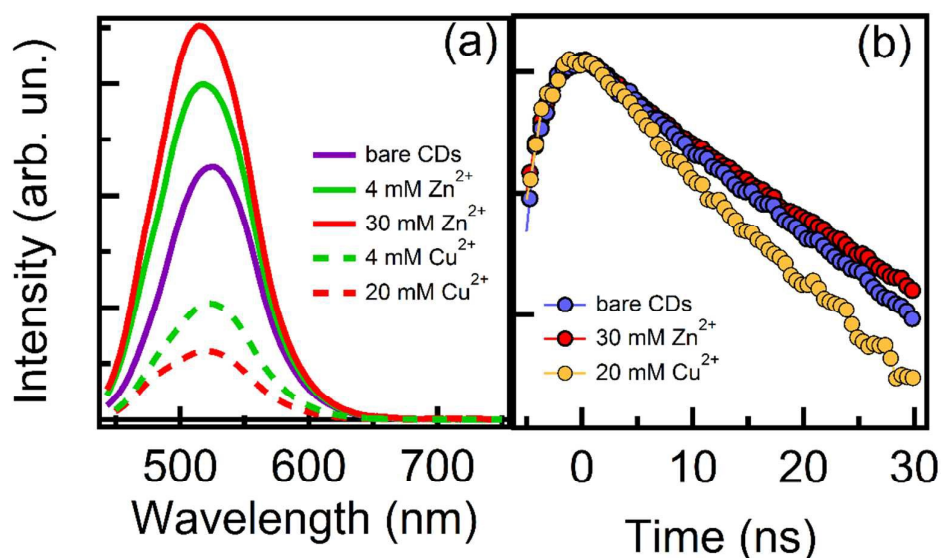 Intensity (arb. un.)
(a)
bare CDs
4 mM Zn²⁺
30 mM Zn²⁺
4 mM Cu²⁺
20 mM Cu²⁺
500 600 700
Wavelength (nm)
(b)
bare CDs
30 mM Zn²⁺
20 mM Cu²⁺
0 10 20 30
Time (ns)